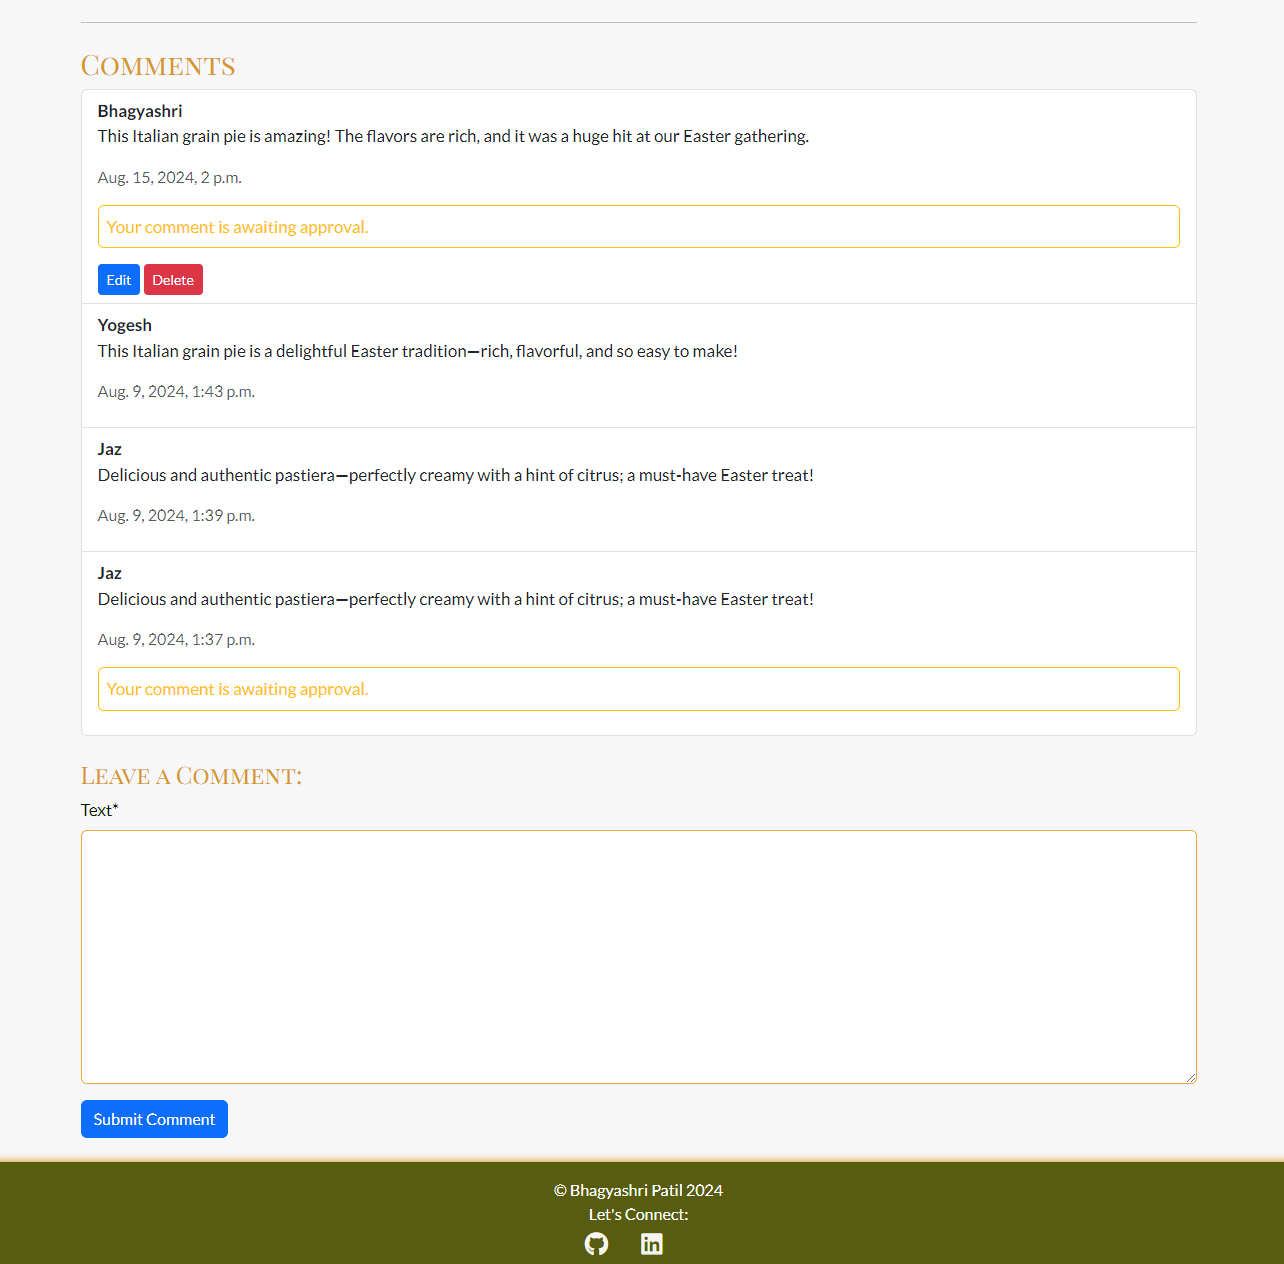 Comments
Bhagyashri
This Italian grain pie is amazing! The flavors are rich, and it was a huge hit at our Easter gathering.
Aug. 15, 2024, 2 p.m.
Your comment is awaiting approval.
Edit Delete
Yogesh
This Italian grain pie is a delightful Easter tradition—rich, flavorful, and so easy to make!
Aug. 9, 2024, 1:43 p.m.
Jaz
Delicious and authentic pastiera—perfectly creamy with a hint of citrus; a must-have Easter treat!
Aug. 9, 2024, 1:39 p.m.
Jaz
Delicious and authentic pastiera—perfectly creamy with a hint of citrus; a must-have Easter treat!
Aug. 9, 2024, 1:37 p.m.
Your comment is awaiting approval.
Leave a Comment:
Text*
Submit Comment
© Bhagyashri Patil 2024
Let's Connect:
in